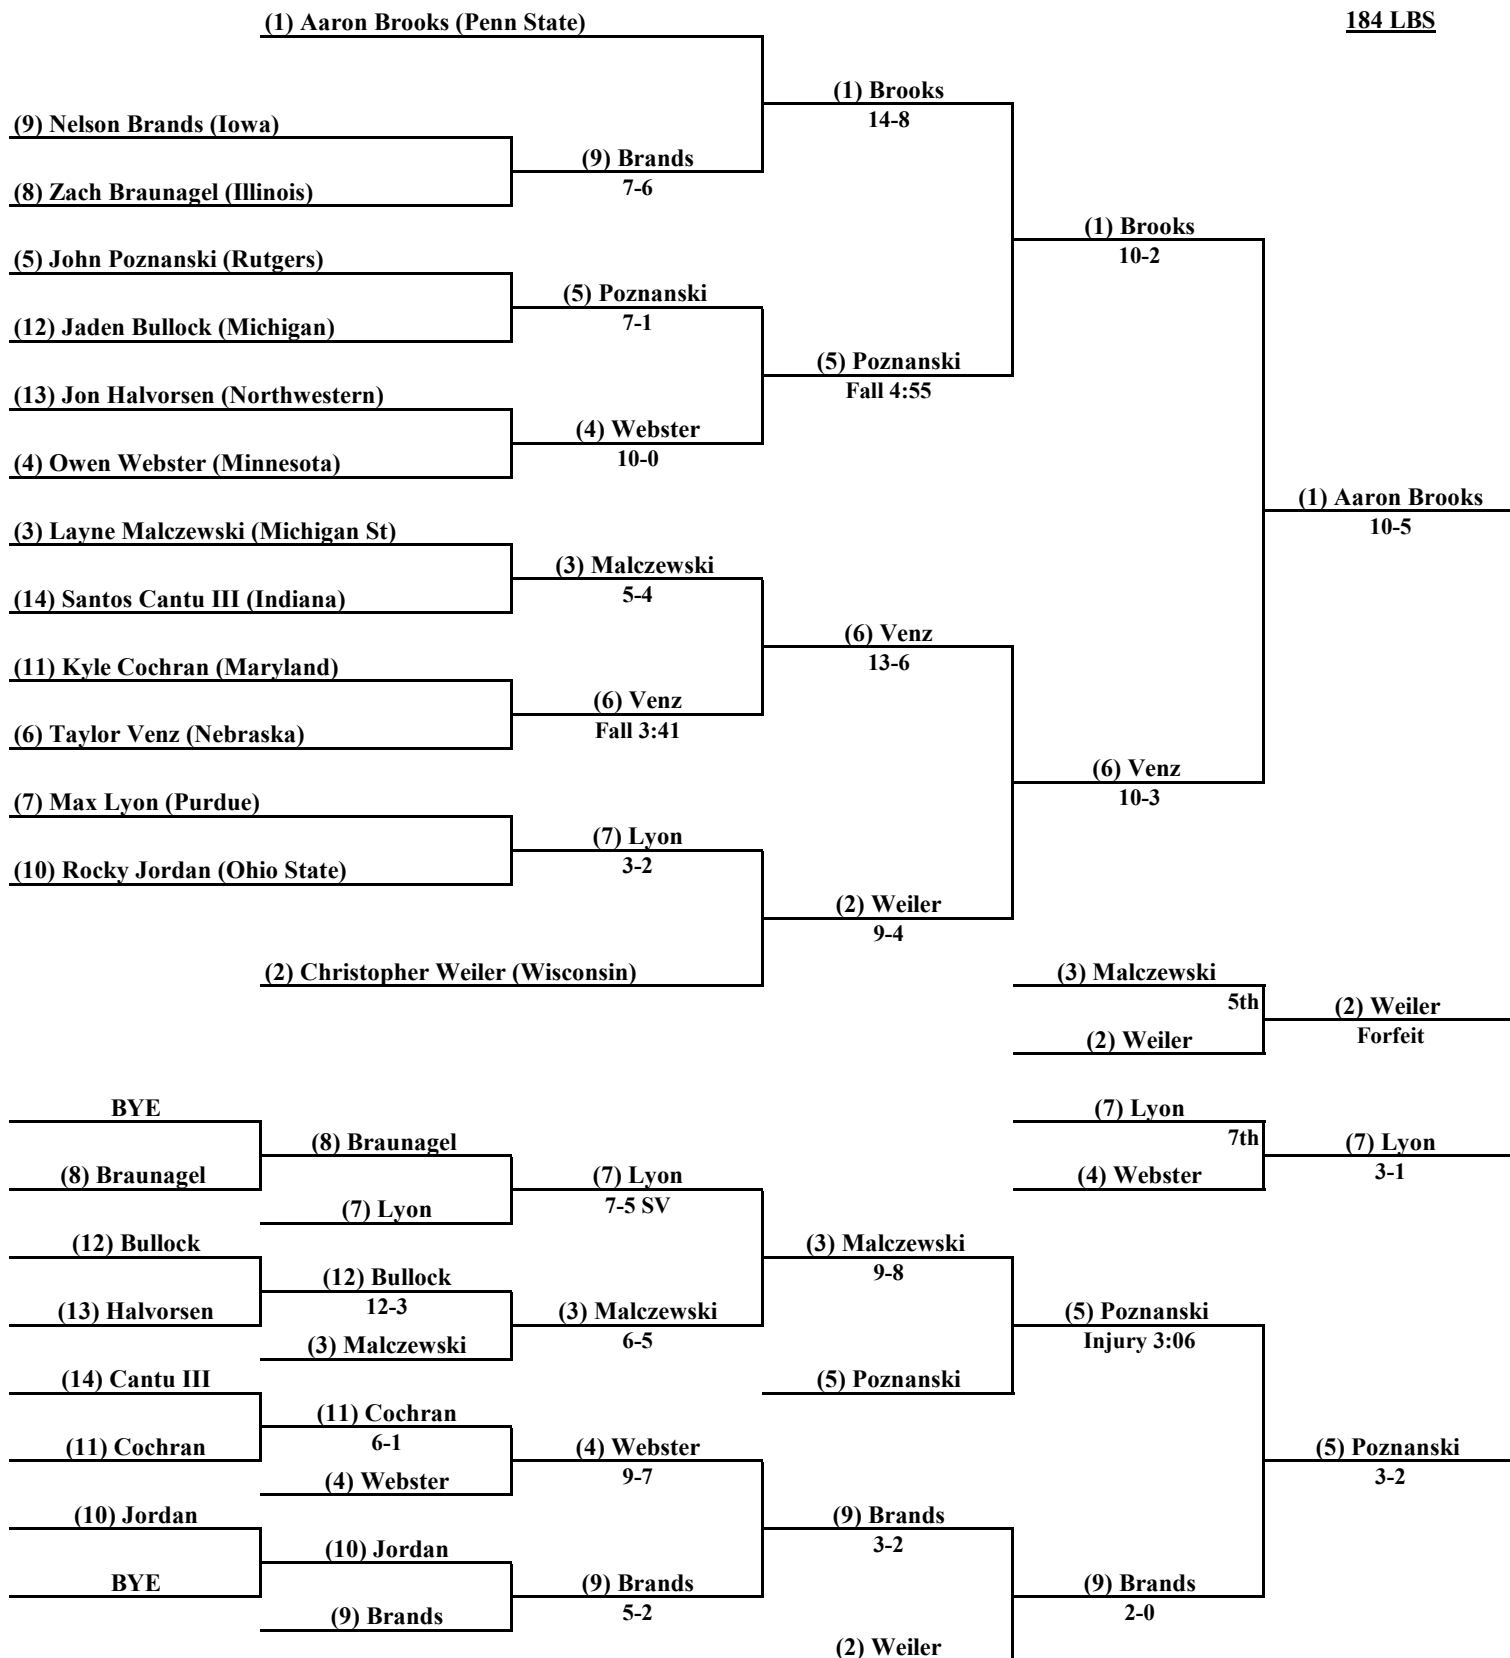 (1) Aaron Brooks (Penn State)
184 LBS
(1) Brooks
14-8
(9) Nelson Brands (Iowa)
(9) Brands
7-6
(8) Zach Braunagel (Illinois)
(1) Brooks
10-2
(5) John Poznanski (Rutgers)
(5) Poznanski
7-1
(12) Jaden Bullock (Michigan)
(5) Poznanski
Fall 4:55
(13) Jon Halvorsen (Northwestern)
(4) Webster
10-0
(4) Owen Webster (Minnesota)
(1) Aaron Brooks
10-5
(3) Layne Malczewski (Michigan St)
(3) Malczewski
5-4
(14) Santos Cantu III (Indiana)
(6) Venz
13-6
(11) Kyle Cochran (Maryland)
(6) Venz
Fall 3:41
(6) Taylor Venz (Nebraska)
(6) Venz
10-3
(7) Max Lyon (Purdue)
(7) Lyon
3-2
(10) Rocky Jordan (Ohio State)
(2) Weiler
9-4
(2) Christopher Weiler (Wisconsin)
(3) Malczewski
5th
(2) Weiler
Forfeit
(2) Weiler
BYE
(7) Lyon
7th
(8) Braunagel
(7) Lyon
3-1
(8) Braunagel
(7) Lyon
7-5 SV
(4) Webster
(7) Lyon
(12) Bullock
(3) Malczewski
9-8
(12) Bullock
12-3
(13) Halvorsen
(3) Malczewski
6-5
(5) Poznanski
Injury 3:06
(3) Malczewski
(14) Cantu III
(5) Poznanski
(11) Cochran
6-1
(11) Cochran
(4) Webster
9-7
(5) Poznanski
3-2
(4) Webster
(10) Jordan
(9) Brands
3-2
(10) Jordan
BYE
(9) Brands
5-2
(9) Brands
2-0
(9) Brands
(2) Weiler